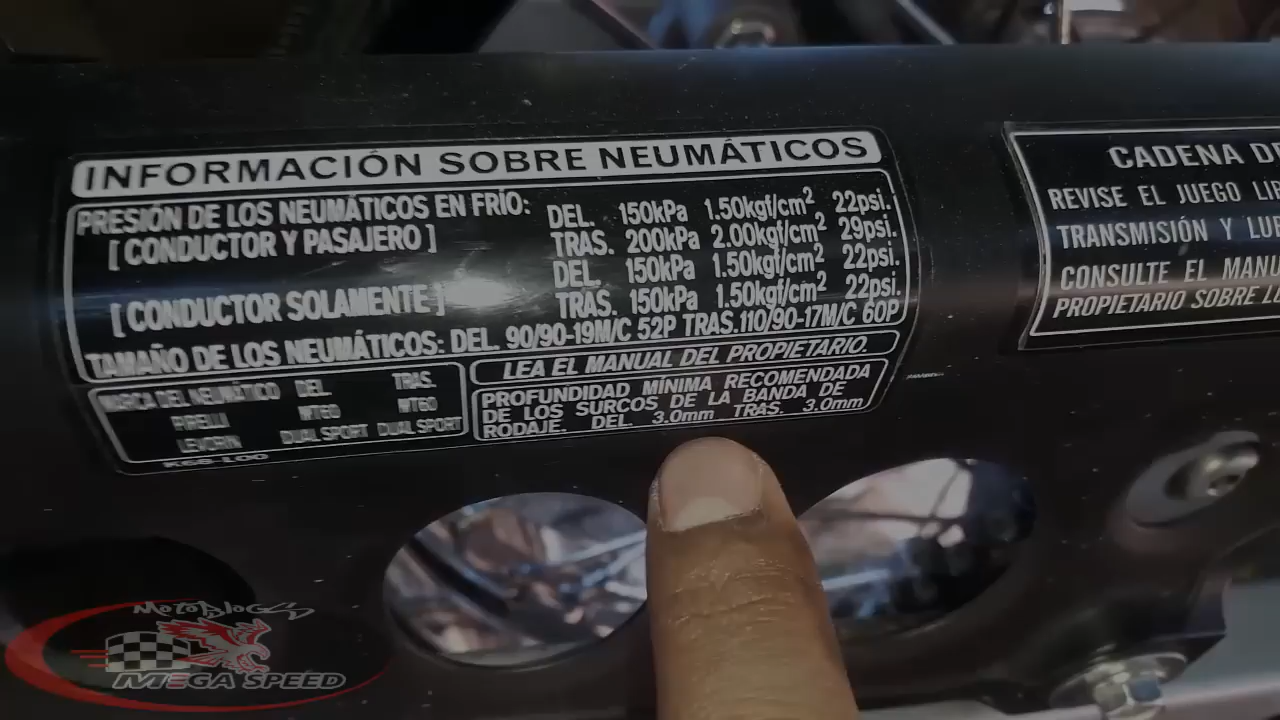 INFORMACIÓN SOBRE NEUMÁTICOS
PRESIÓN DE LOS NEUMÁTICOS EN FRÍO: DEL. 150kPa 1.50kgf/cm² 22psi.
[CONDUCTOR Y PASAJERO] TRAS. 200kPa 2.00kgf/cm² 29psi.
DEL. 150kPa 1.50kgf/cm² 22psi.
[CONDUCTOR SOLAMENTE] TRAS. 150kPa 1.50kgf/cm² 22psi.
TAMAÑO DE LOS NEUMÁTICOS: DEL. 90/90-19M/C 52P TRAS.110/90-17M/C 60P
MARCA DEL NEUMÁTICO DEL. TRAS.
PIRELLI MT60 MT60
LEVORIN DUAL SPORT DUAL SPORT
K68 L00
LEA EL MANUAL DEL PROPIETARIO.
PROFUNDIDAD MÍNIMA RECOMENDADA
DE LOS SURCOS DE LA BANDA DE
RODAJE. DEL. 3.0mm TRAS. 3.0mm
CADENA
REVISE EL JUEGO
TRANSMISIÓN Y
CONSULTE EL
PROPIETARIO SOBRE
MotoBlog
MEGA SPEED